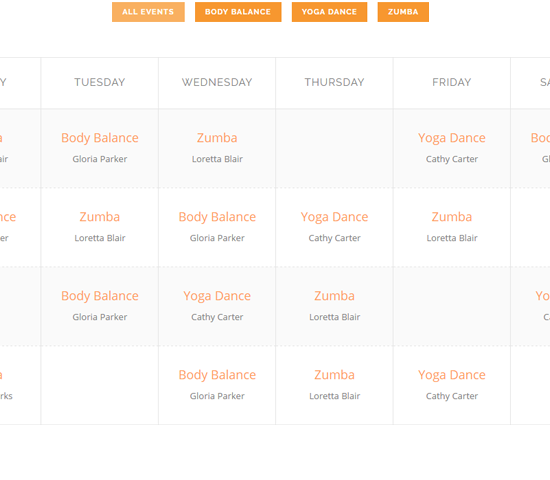 ALL EVENTS BODY BALANCE YOGA DANCE ZUMBA
Y TUESDAY WEDNESDAY THURSDAY FRIDAY SA
a Body Balance Zumba Yoga Dance Bod
air Gloria Parker Loretta Blair Cathy Carter Gl
nce Zumba Body Balance Yoga Dance Zumba
er Loretta Blair Gloria Parker Cathy Carter Loretta Blair
Body Balance Yoga Dance Zumba Yo
Gloria Parker Cathy Carter Loretta Blair Ca
a Body Balance Zumba Yoga Dance
rks Gloria Parker Loretta Blair Cathy Carter